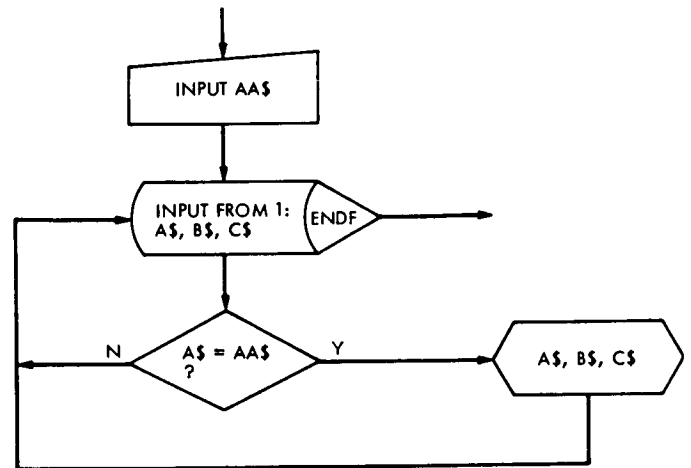 INPUT AA$
INPUT FROM 1:
A$, B$, C$
ENDF
N
A$ = AA$
?
Y
A$, B$, C$